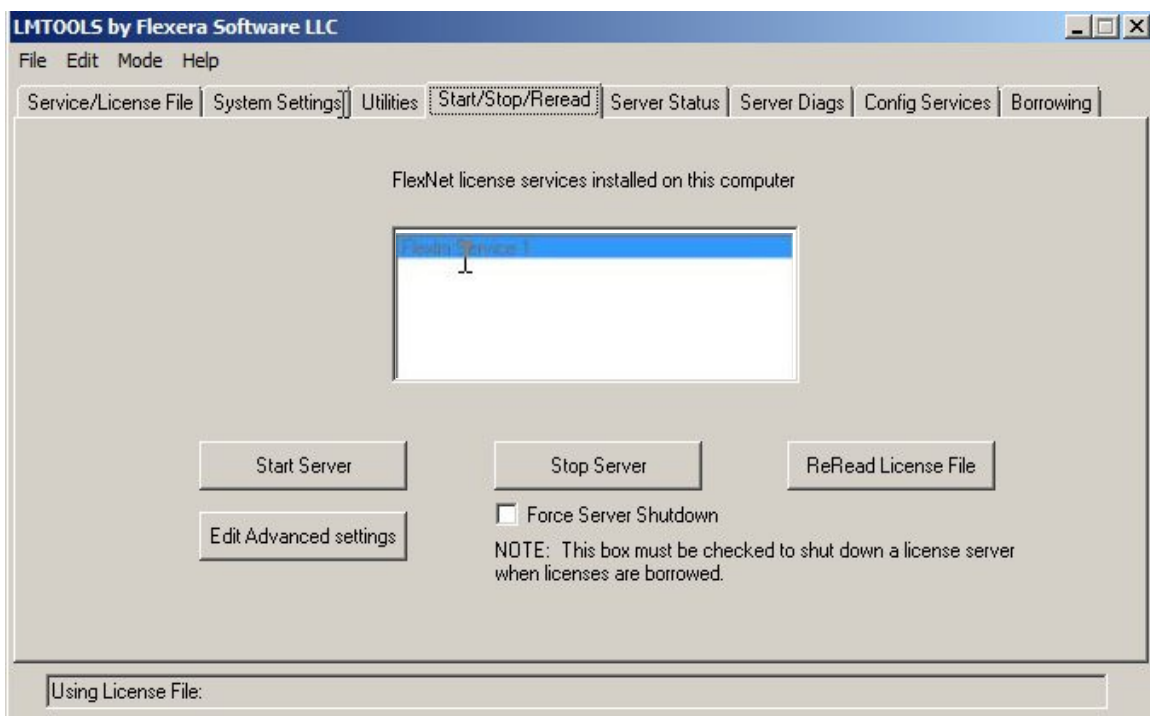 LMTOOLS by Flexera Software LLC
File Edit Mode Help
Service/License File System Settings Utilities Start/Stop/Reread Server Status Server Diags Config Services Borrowing
FlexNet license services installed on this computer
Flexlm Service 1
Start Server Stop Server ReRead License File
Force Server Shutdown
Edit Advanced settings
NOTE: This box must be checked to shut down a license server
when licenses are borrowed.
Using License File: